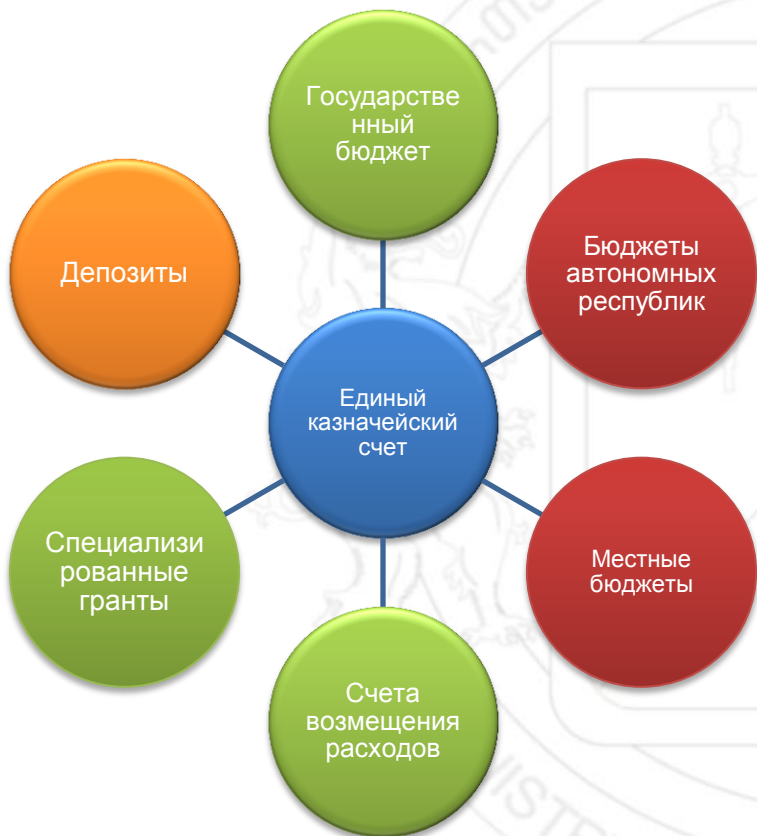 Государстве
нный
бюджет
Депозиты
Бюджеты
автономных
республик
Единый
казначейский
счет
Специализи
рованные
гранты
Местные
бюджеты
Счета
возмещения
расходов